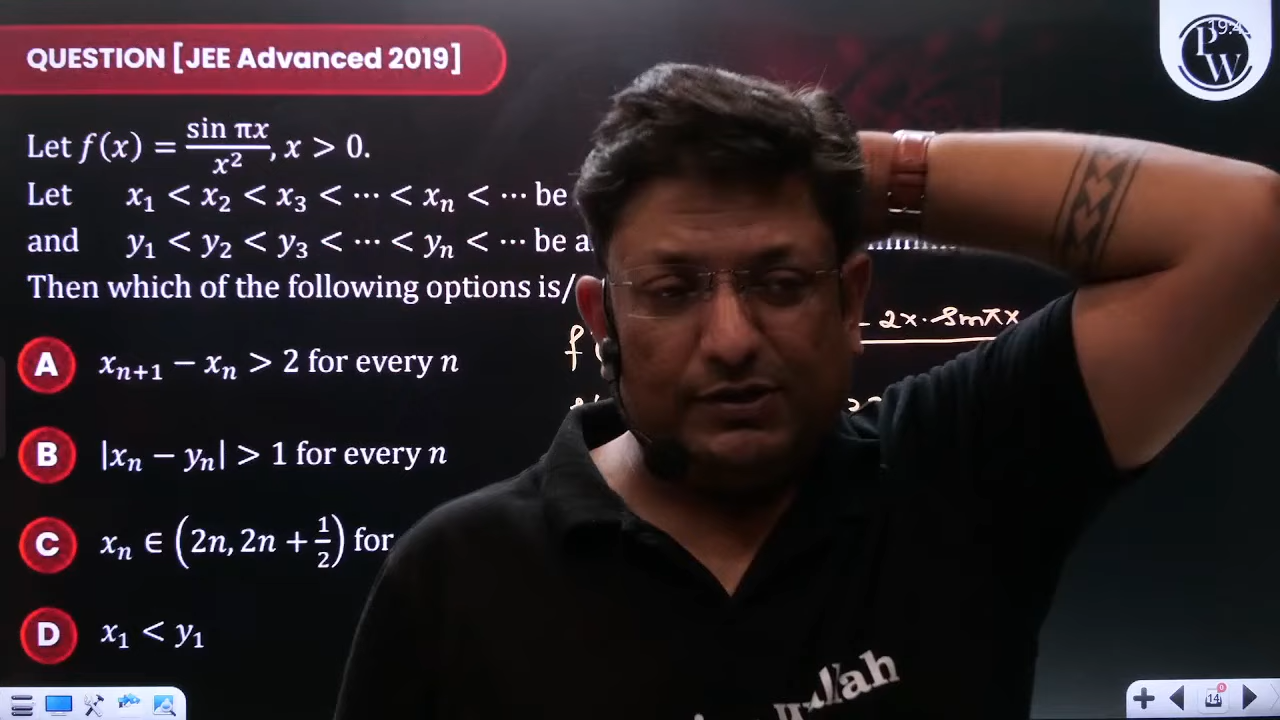 QUESTION [JEE Advanced 2019]
P
W
Let f(x) = sin πx / x², x > 0.
Let x₁ < x₂ < x₃ < ⋯ < xₙ < ⋯ be
and y₁ < y₂ < y₃ < ⋯ < yₙ < ⋯ be a
Then which of the following options is/
- 2x · sin πx
f
A xₙ₊₁ − xₙ > 2 for every n
B |xₙ − yₙ| > 1 for every n
C xₙ ∈ (2n, 2n + 1/2) for
D x₁ < y₁
14